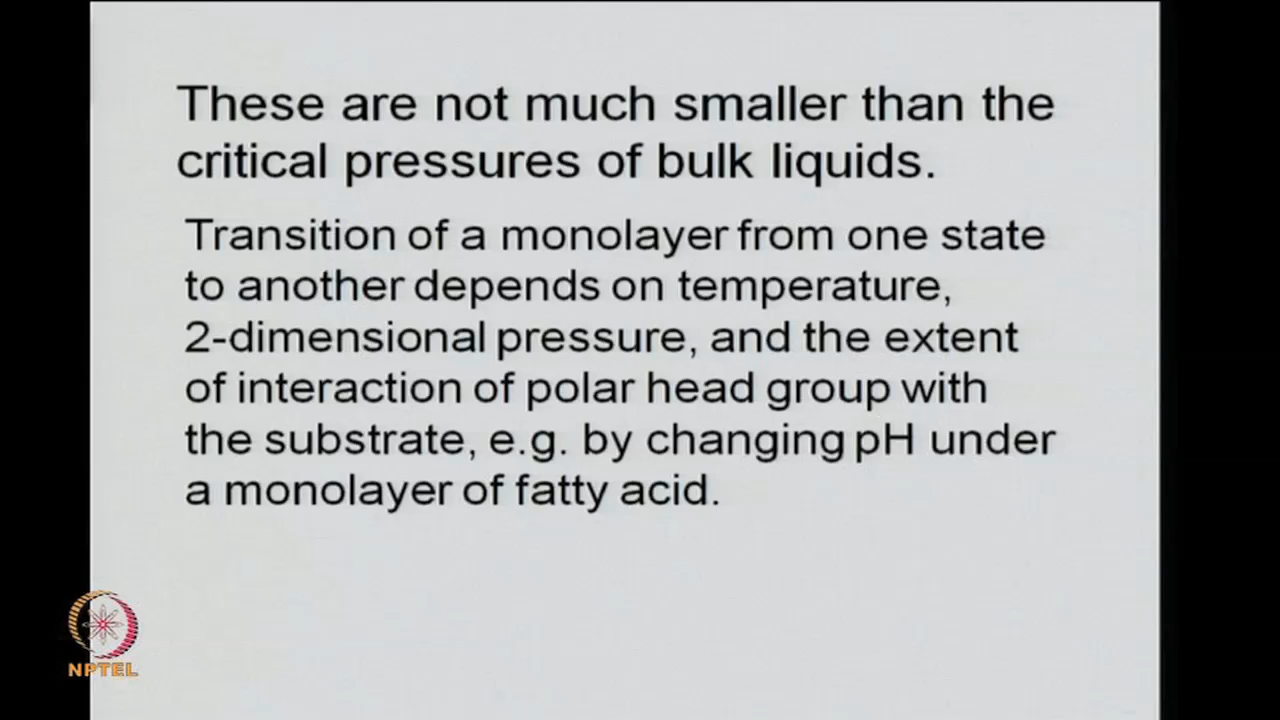 These are not much smaller than the
critical pressures of bulk liquids.
Transition of a monolayer from one state
to another depends on temperature,
2-dimensional pressure, and the extent
of interaction of polar head group with
the substrate, e.g. by changing pH under
a monolayer of fatty acid.
NPTEL